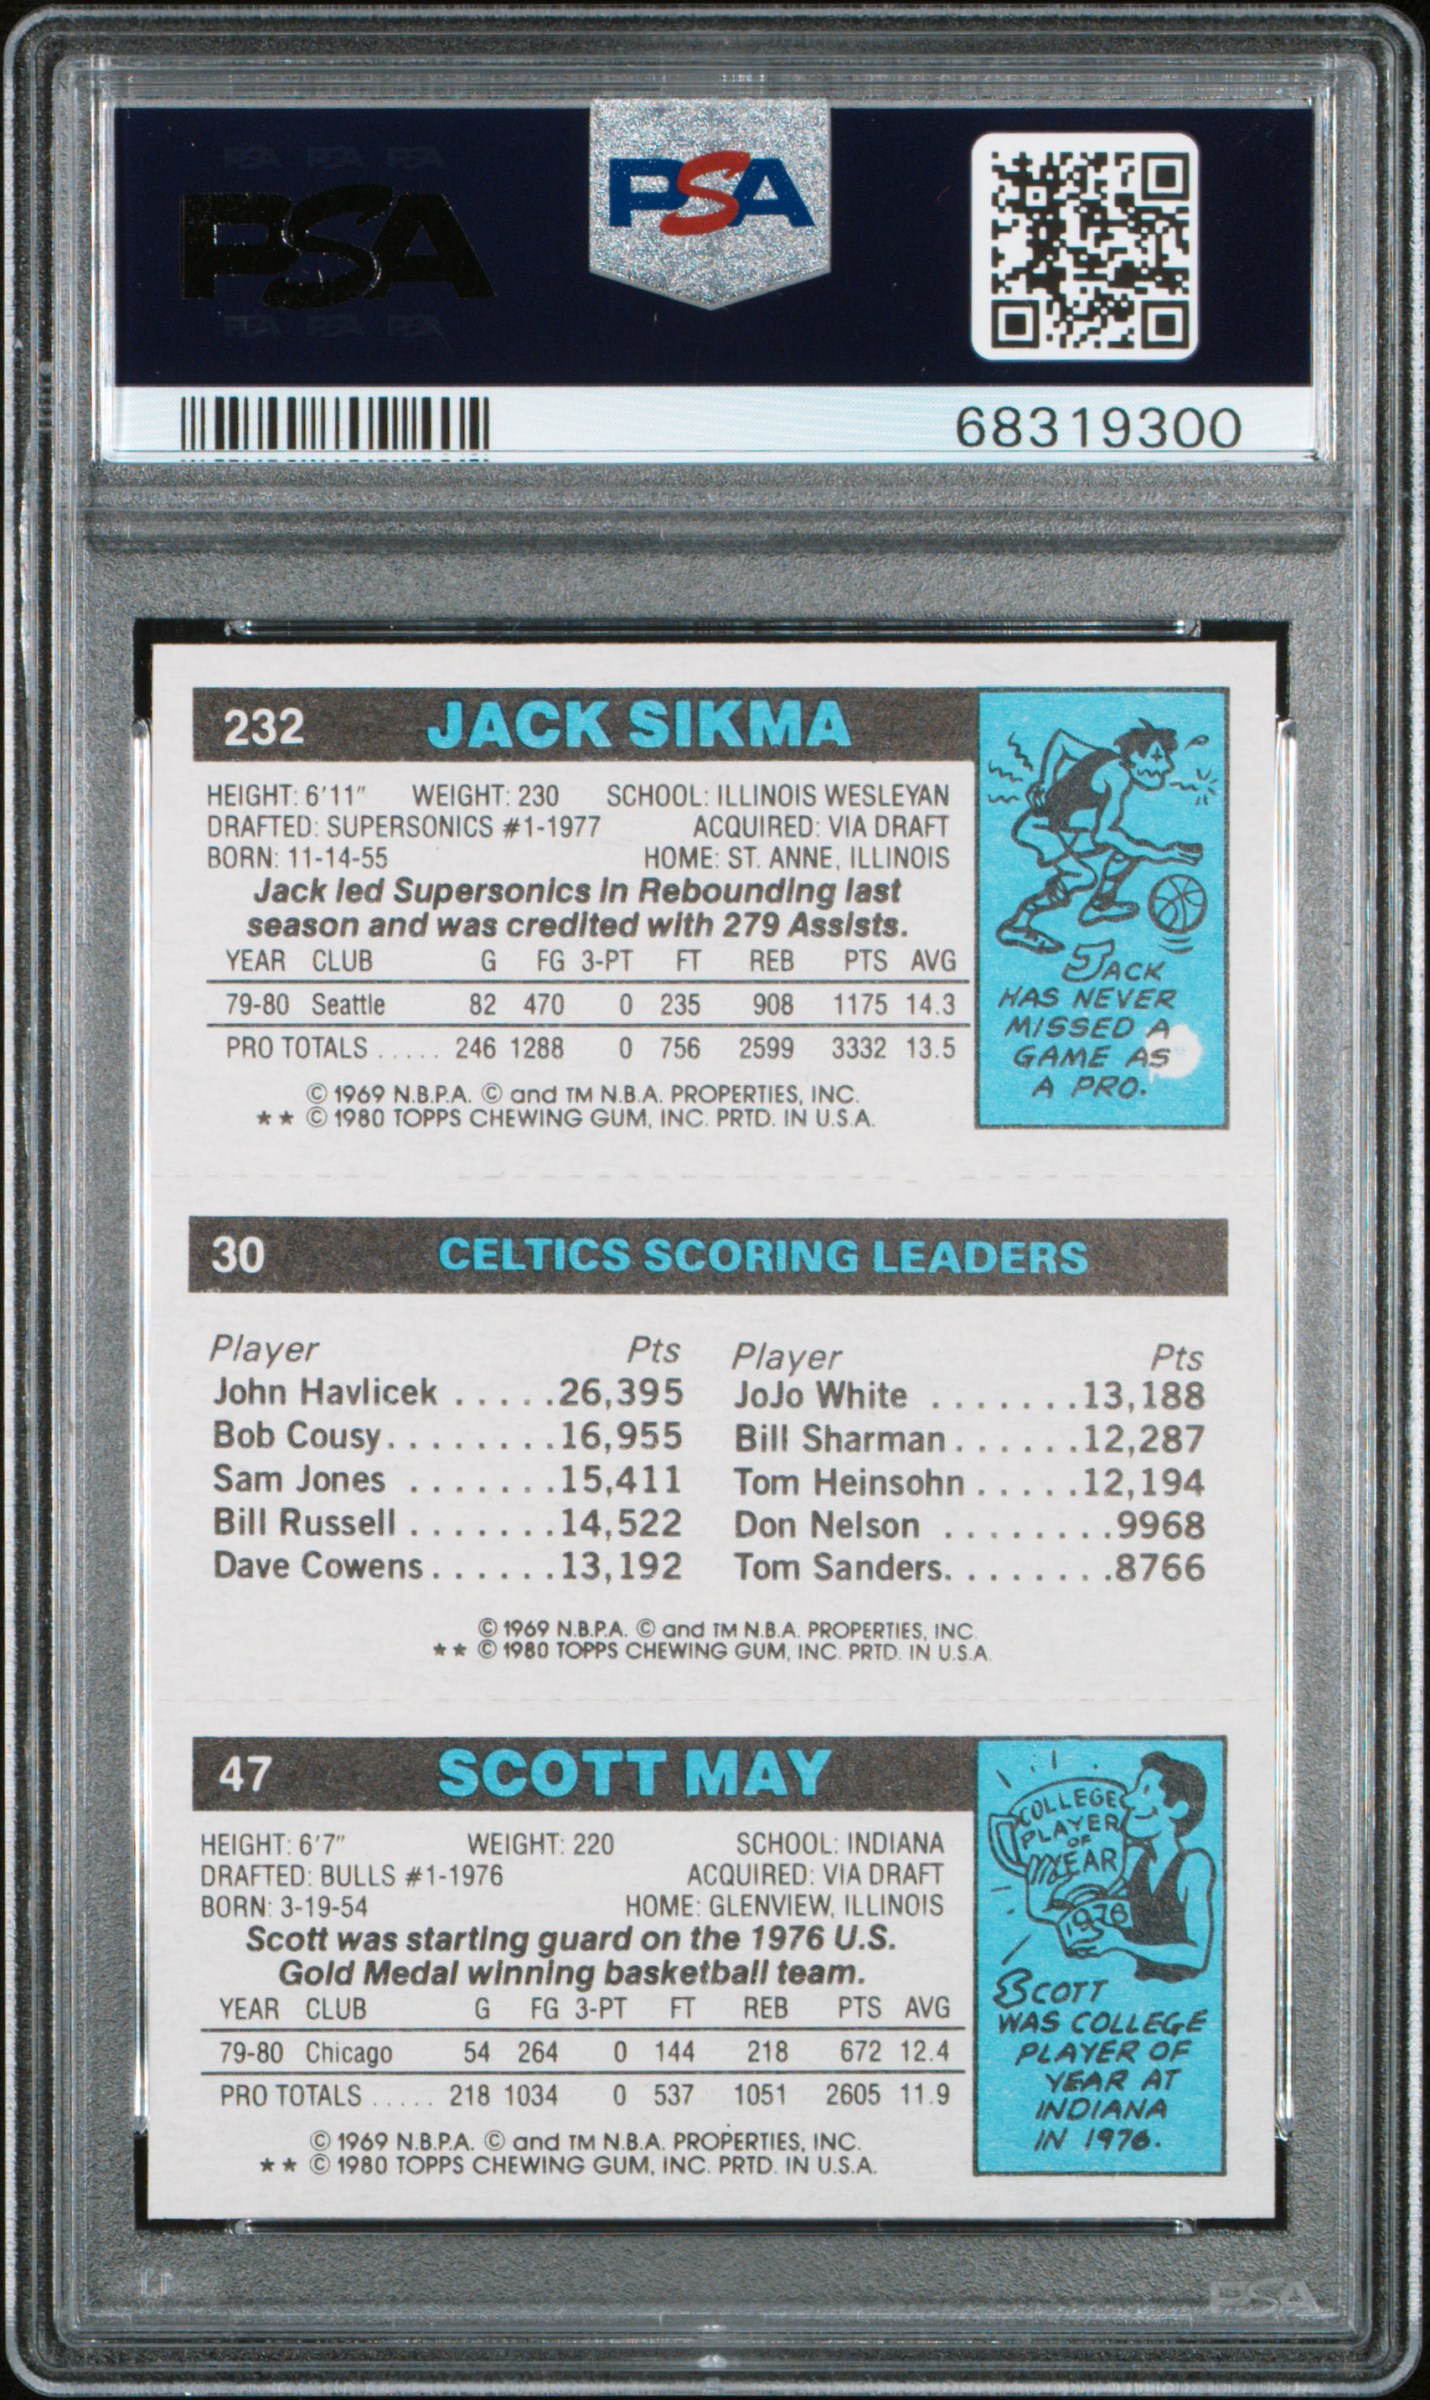 PSA PSA PSA
PSA
PSA PSA PSA
PSA
68319300
232 JACK SIKMA
HEIGHT: 6'11" WEIGHT: 230 SCHOOL: ILLINOIS WESLEYAN
DRAFTED: SUPERSONICS #1-1977 ACQUIRED: VIA DRAFT
BORN: 11-14-55 HOME: ST. ANNE, ILLINOIS
Jack led Supersonics in Rebounding last
season and was credited with 279 Assists.
YEAR CLUB G FG 3-PT FT REB PTS AVG
79-80 Seattle 82 470 0 235 908 1175 14.3
PRO TOTALS ..... 246 1288 0 756 2599 3332 13.5
© 1969 N.B.P.A. © and TM N.B.A. PROPERTIES, INC.
** © 1980 TOPPS CHEWING GUM, INC. PRTD. IN U.S.A.
JACK
HAS NEVER
MISSED A
GAME AS
A PRO.
30 CELTICS SCORING LEADERS
Player Pts Player Pts
John Havlicek .....26,395 JoJo White .......13,188
Bob Cousy........16,955 Bill Sharman......12,287
Sam Jones .......15,411 Tom Heinsohn.....12,194
Bill Russell.......14,522 Don Nelson ........9968
Dave Cowens......13,192 Tom Sanders........8766
© 1969 N.B.P.A. © and TM N.B.A. PROPERTIES, INC.
** © 1980 TOPPS CHEWING GUM, INC. PRTD. IN U.S.A.
47 SCOTT MAY
HEIGHT: 6'7" WEIGHT: 220 SCHOOL: INDIANA
DRAFTED: BULLS #1-1976 ACQUIRED: VIA DRAFT
BORN: 3-19-54 HOME: GLENVIEW, ILLINOIS
Scott was starting guard on the 1976 U.S.
Gold Medal winning basketball team.
YEAR CLUB G FG 3-PT FT REB PTS AVG
79-80 Chicago 54 264 0 144 218 672 12.4
PRO TOTALS ..... 218 1034 0 537 1051 2605 11.9
© 1969 N.B.P.A. © and TM N.B.A. PROPERTIES, INC.
** © 1980 TOPPS CHEWING GUM, INC. PRTD. IN U.S.A.
COLLEGE
PLAYER
OF
YEAR
1976
SCOTT
WAS COLLEGE
PLAYER OF
YEAR AT
INDIANA
IN 1976.
PSA